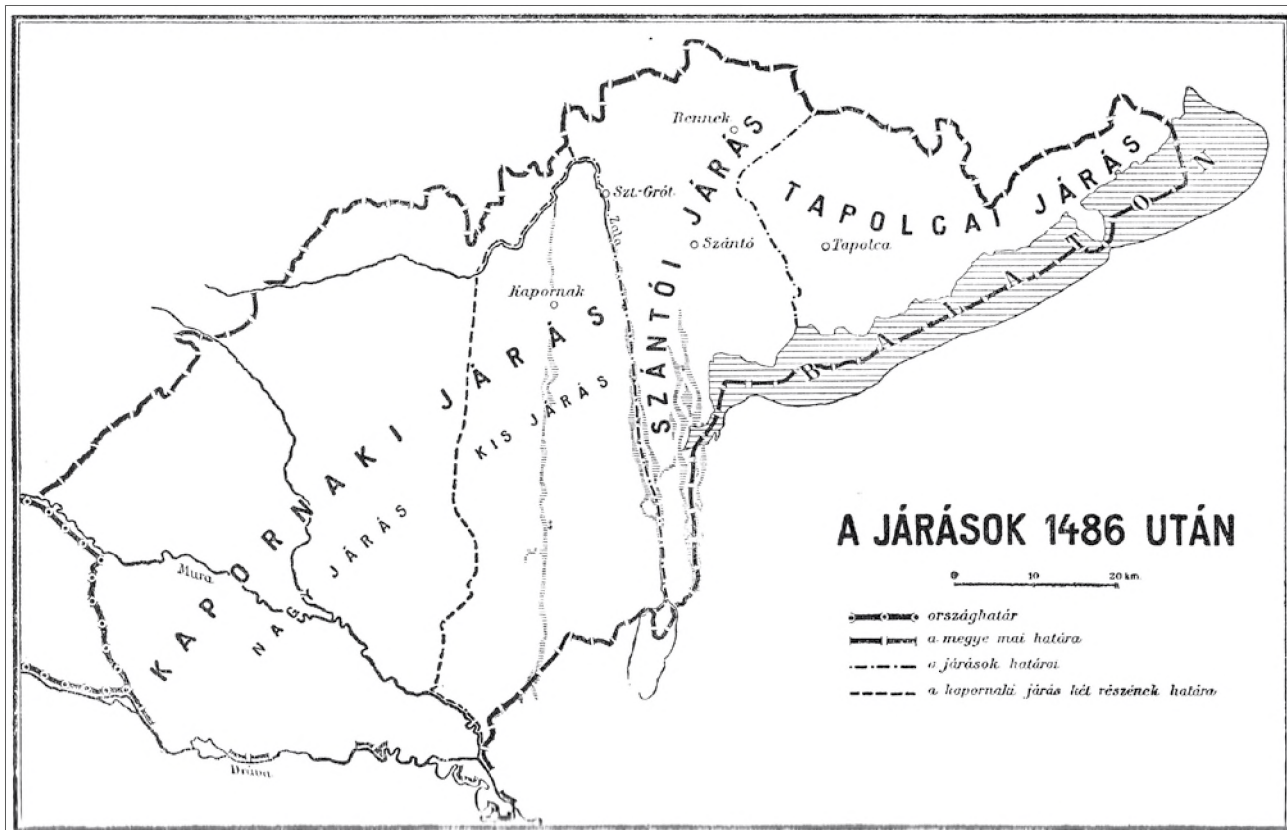 Rennek
Szt-Grót
Zala
SZÁNTÓI JÁRÁS
TAPOLCAI JÁRÁS
BALATON
Szántó
Tapolca
Kapornak
KAPORNAKI JÁRÁS
KIS JÁRÁS
NAGY JÁRÁS
Mura
Dráva
A JÁRÁSOK 1486 UTÁN
0 10 20 km.
országhatár
a megye mai határa
a járások határai
a kapornaki járás két részének határa